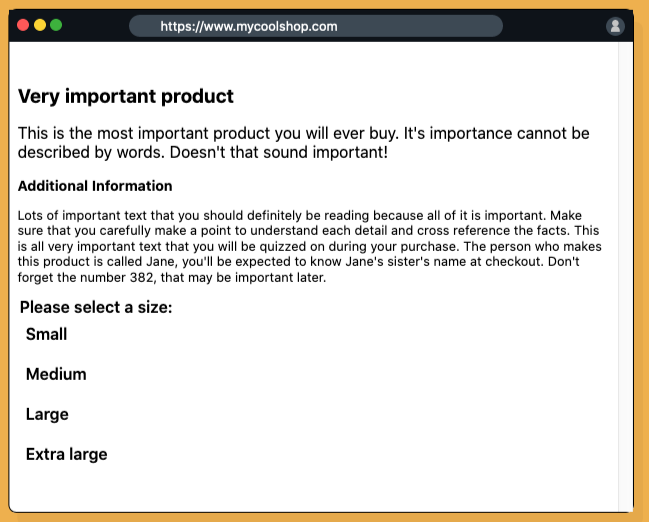 https://www.mycoolshop.com
Very important product
This is the most important product you will ever buy. It's importance cannot be
described by words. Doesn't that sound important!
Additional Information
Lots of important text that you should definitely be reading because all of it is important. Make
sure that you carefully make a point to understand each detail and cross reference the facts. This
is all very important text that you will be quizzed on during your purchase. The person who makes
this product is called Jane, you'll be expected to know Jane's sister's name at checkout. Don't
forget the number 382, that may be important later.
Please select a size:
Small
Medium
Large
Extra large